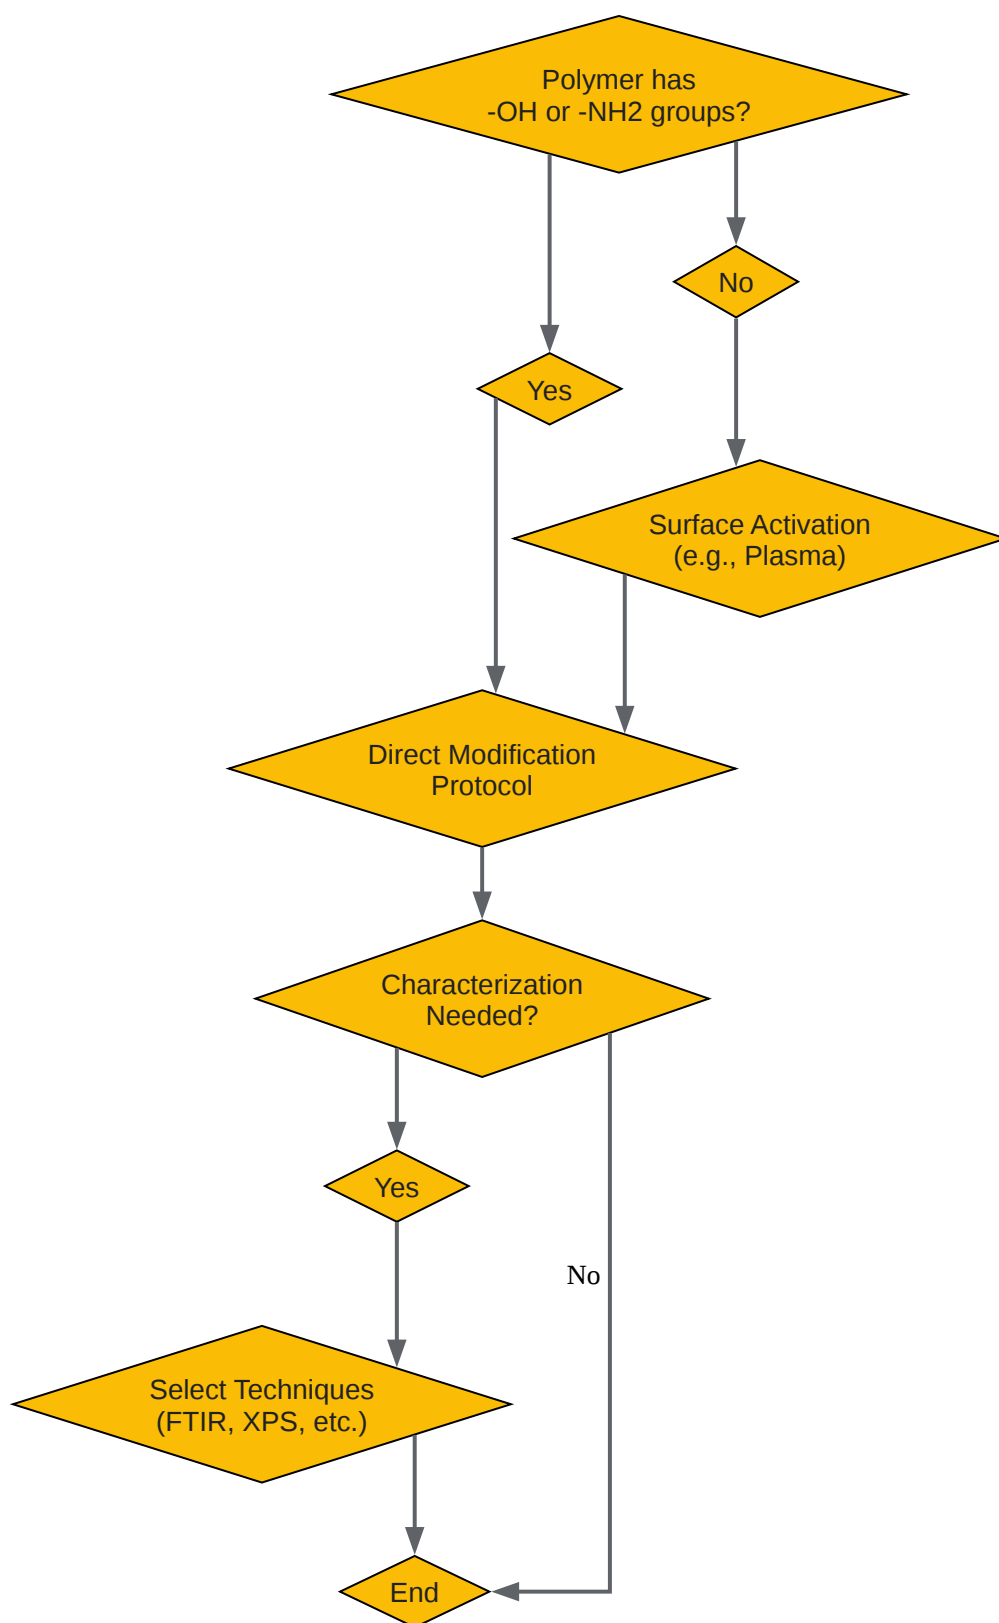 Polymer has
-OH or -NH2 groups?
No
Yes
Surface Activation
(e.g., Plasma)
Direct Modification
Protocol
Characterization
Needed?
Yes
No
Select Techniques
(FTIR, XPS, etc.)
End